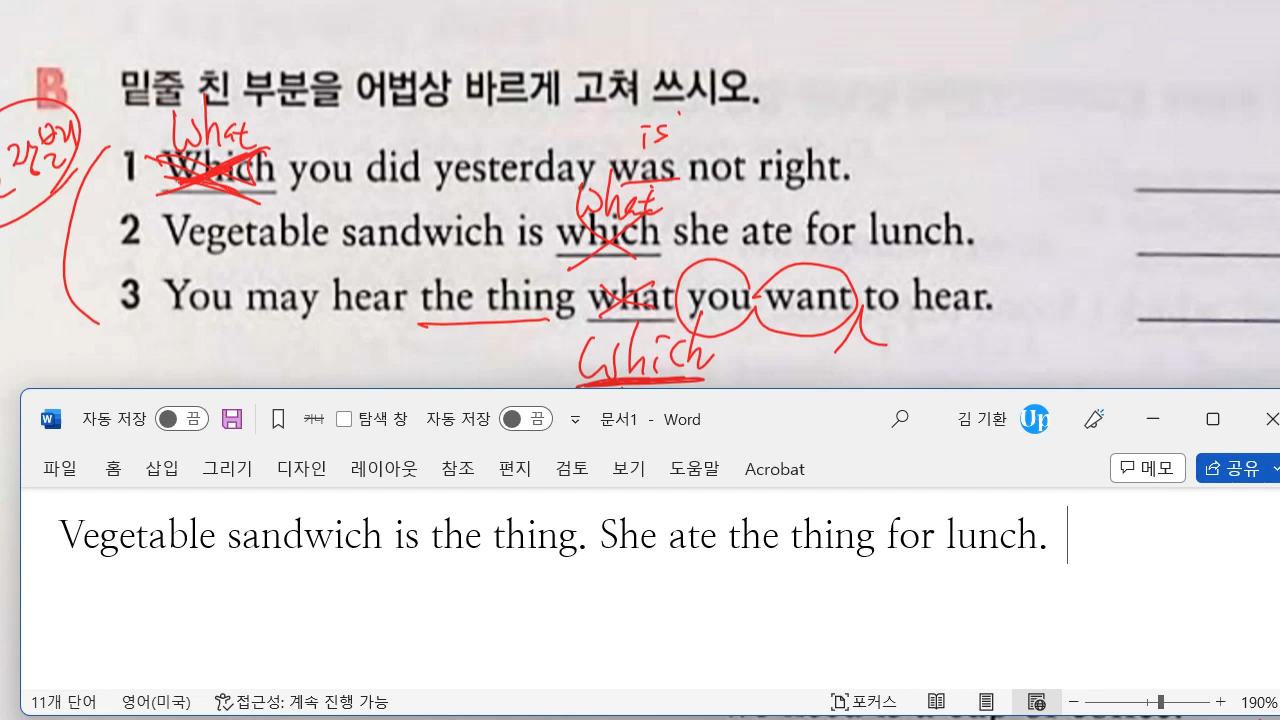 B 밑줄 친 부분을 어법상 바르게 고쳐 쓰시오.
What is
1 Which you did yesterday was not right.
What
2 Vegetable sandwich is which she ate for lunch.
3 You may hear the thing what you want to hear.
Which
자동 저장 끔 탐색 창 자동 저장 끔 문서1 - Word 김 기환 Up
파일 홈 삽입 그리기 디자인 레이아웃 참조 편지 검토 보기 도움말 Acrobat 메모 공유
Vegetable sandwich is the thing. She ate the thing for lunch.
11개 단어 영어(미국) 접근성: 계속 진행 가능 포커스 190%